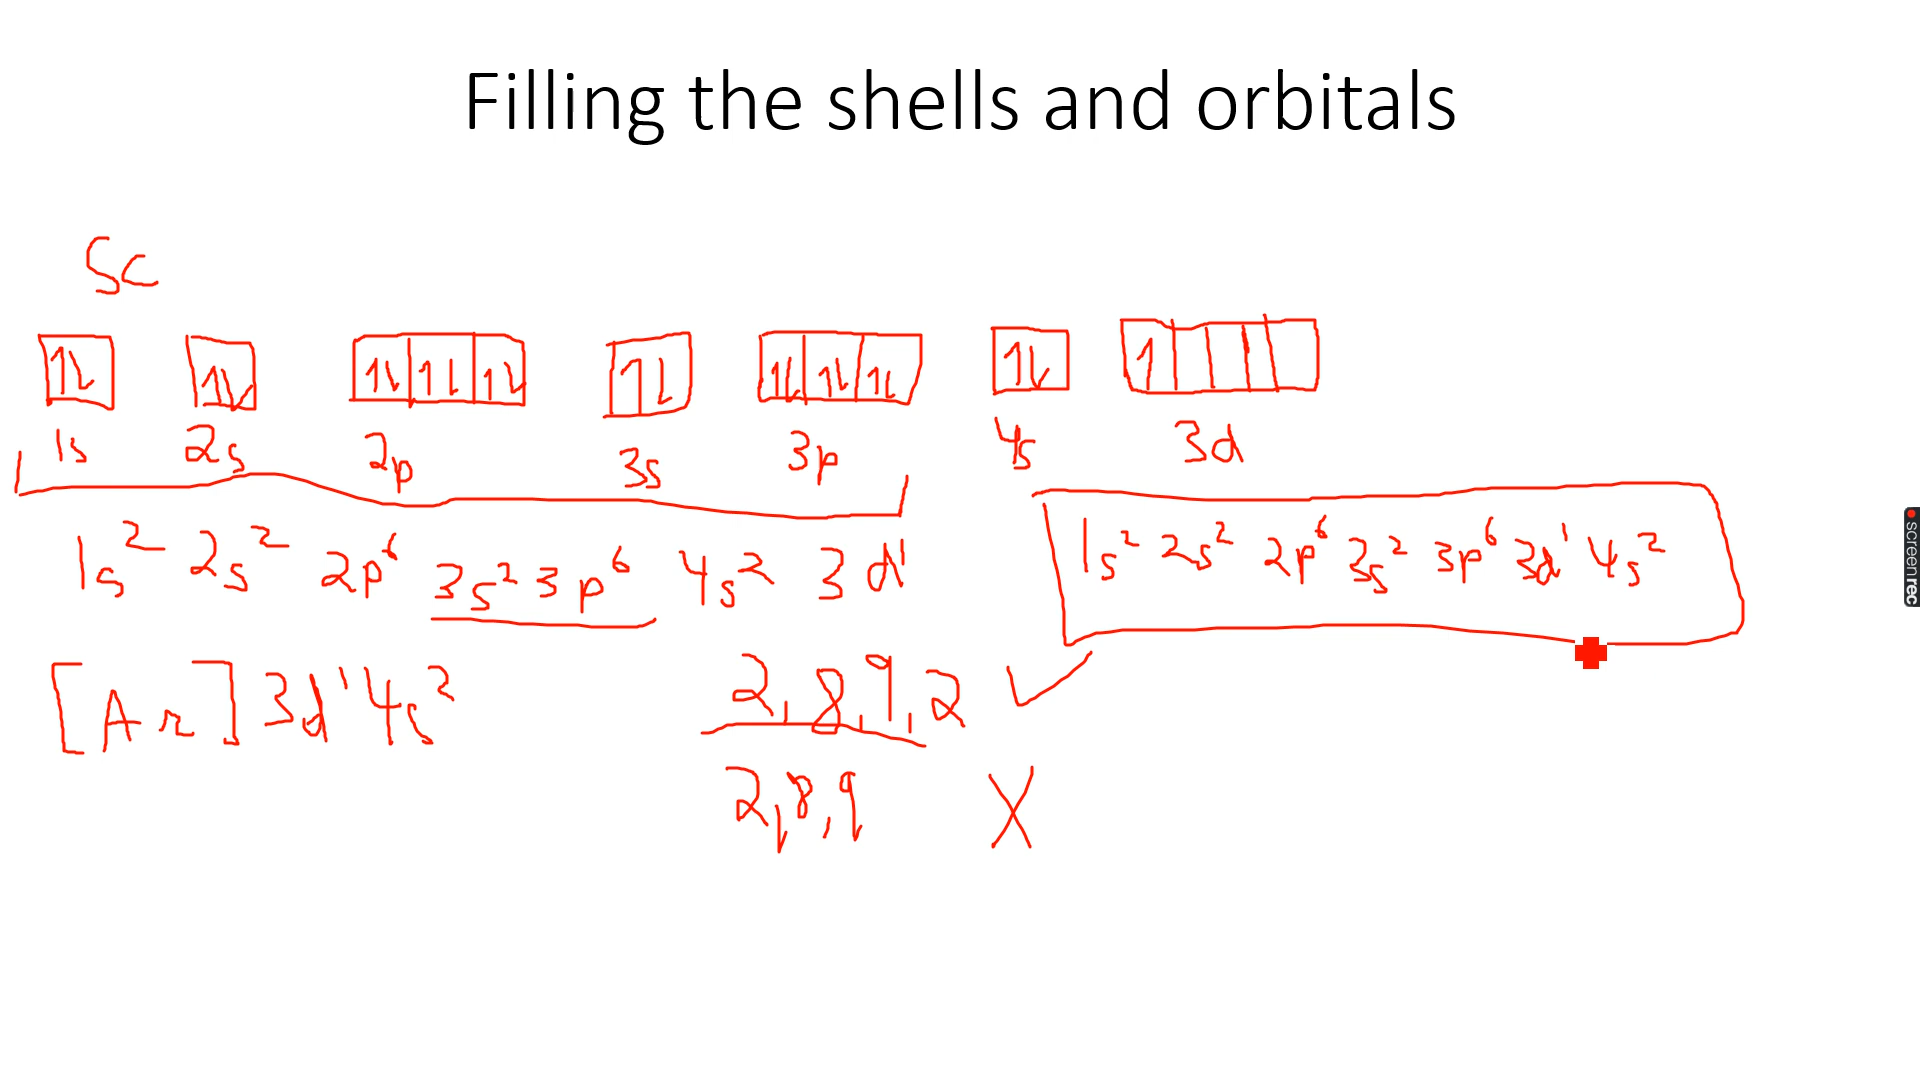 Filling the shells and orbitals
Sc
1s 2s 2p 3s 3p 4s 3d
1s² 2s² 2p⁶ 3s² 3p⁶ 4s² 3d¹
1s² 2s² 2p⁶ 3s² 3p⁶ 3d¹ 4s²
[Ar] 3d¹ 4s²
2,8,9,2 ✓
2,8,9 X
screenrec